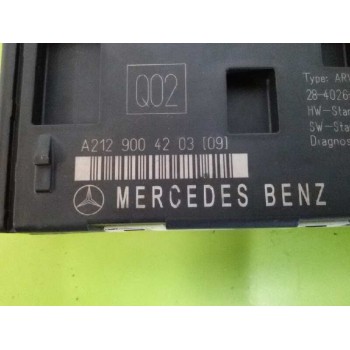 Q02
Type: AR
28-4026
HW-Sta
SW-Sta
Diagnos
A212 900 42 03 [09]
MERCEDES BENZ